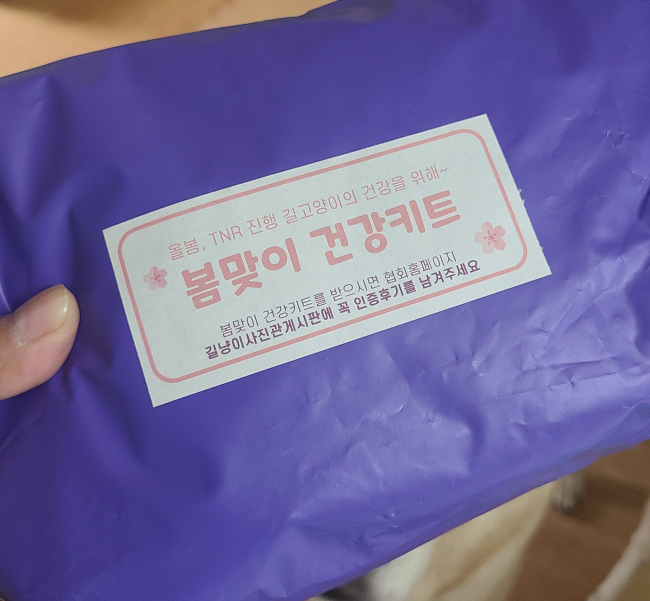 올봄, TNR 진행 길고양이의 건강을 위해~
봄맞이 건강키트
봄맞이 건강키트를 받으시면 협회홈페이지
길냥이사진관게시판에 꼭 인증후기를 남겨주세요